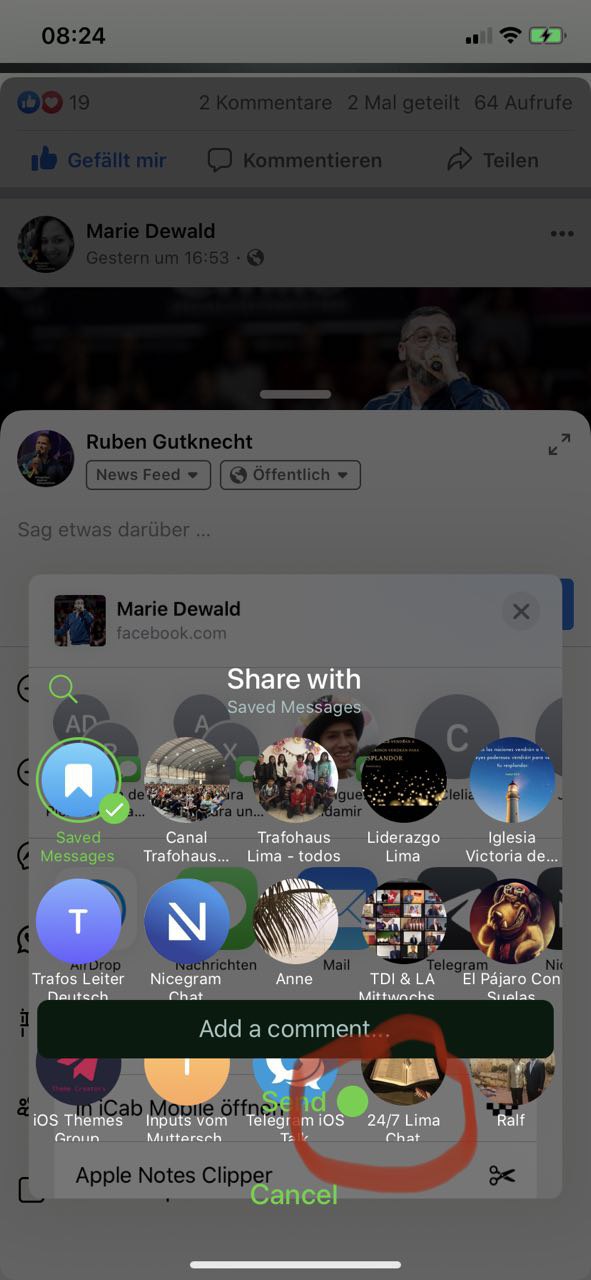 08:24
19
2 Kommentare 2 Mal geteilt 64 Aufrufe
Gefällt mir Kommentieren Teilen
Marie Dewald
Gestern um 16:53 ·
Ruben Gutknecht
News Feed Öffentlich
Sag etwas darüber ...
Marie Dewald
facebook.com
Share with
Saved Messages
AD A X C
Saved Messages
Canal Trafohaus...
Trafohaus Lima - todos
Liderazgo Lima
Iglesia Victoria de...
T N
AirDrop Nachrichten Mail Telegram
Trafos Leiter Deutsch
Nicegram Chat
Anne
TDI & LA Mittwochs
El Pájaro Con Suelas
Add a comment...
Theme Creators
iOS Themes Group
Inputs vom Muttersch
Telegram iOS Talk
24/7 Lima Chat
Ralf
In iCab Mobile öffnen
Send
Apple Notes Clipper
Cancel